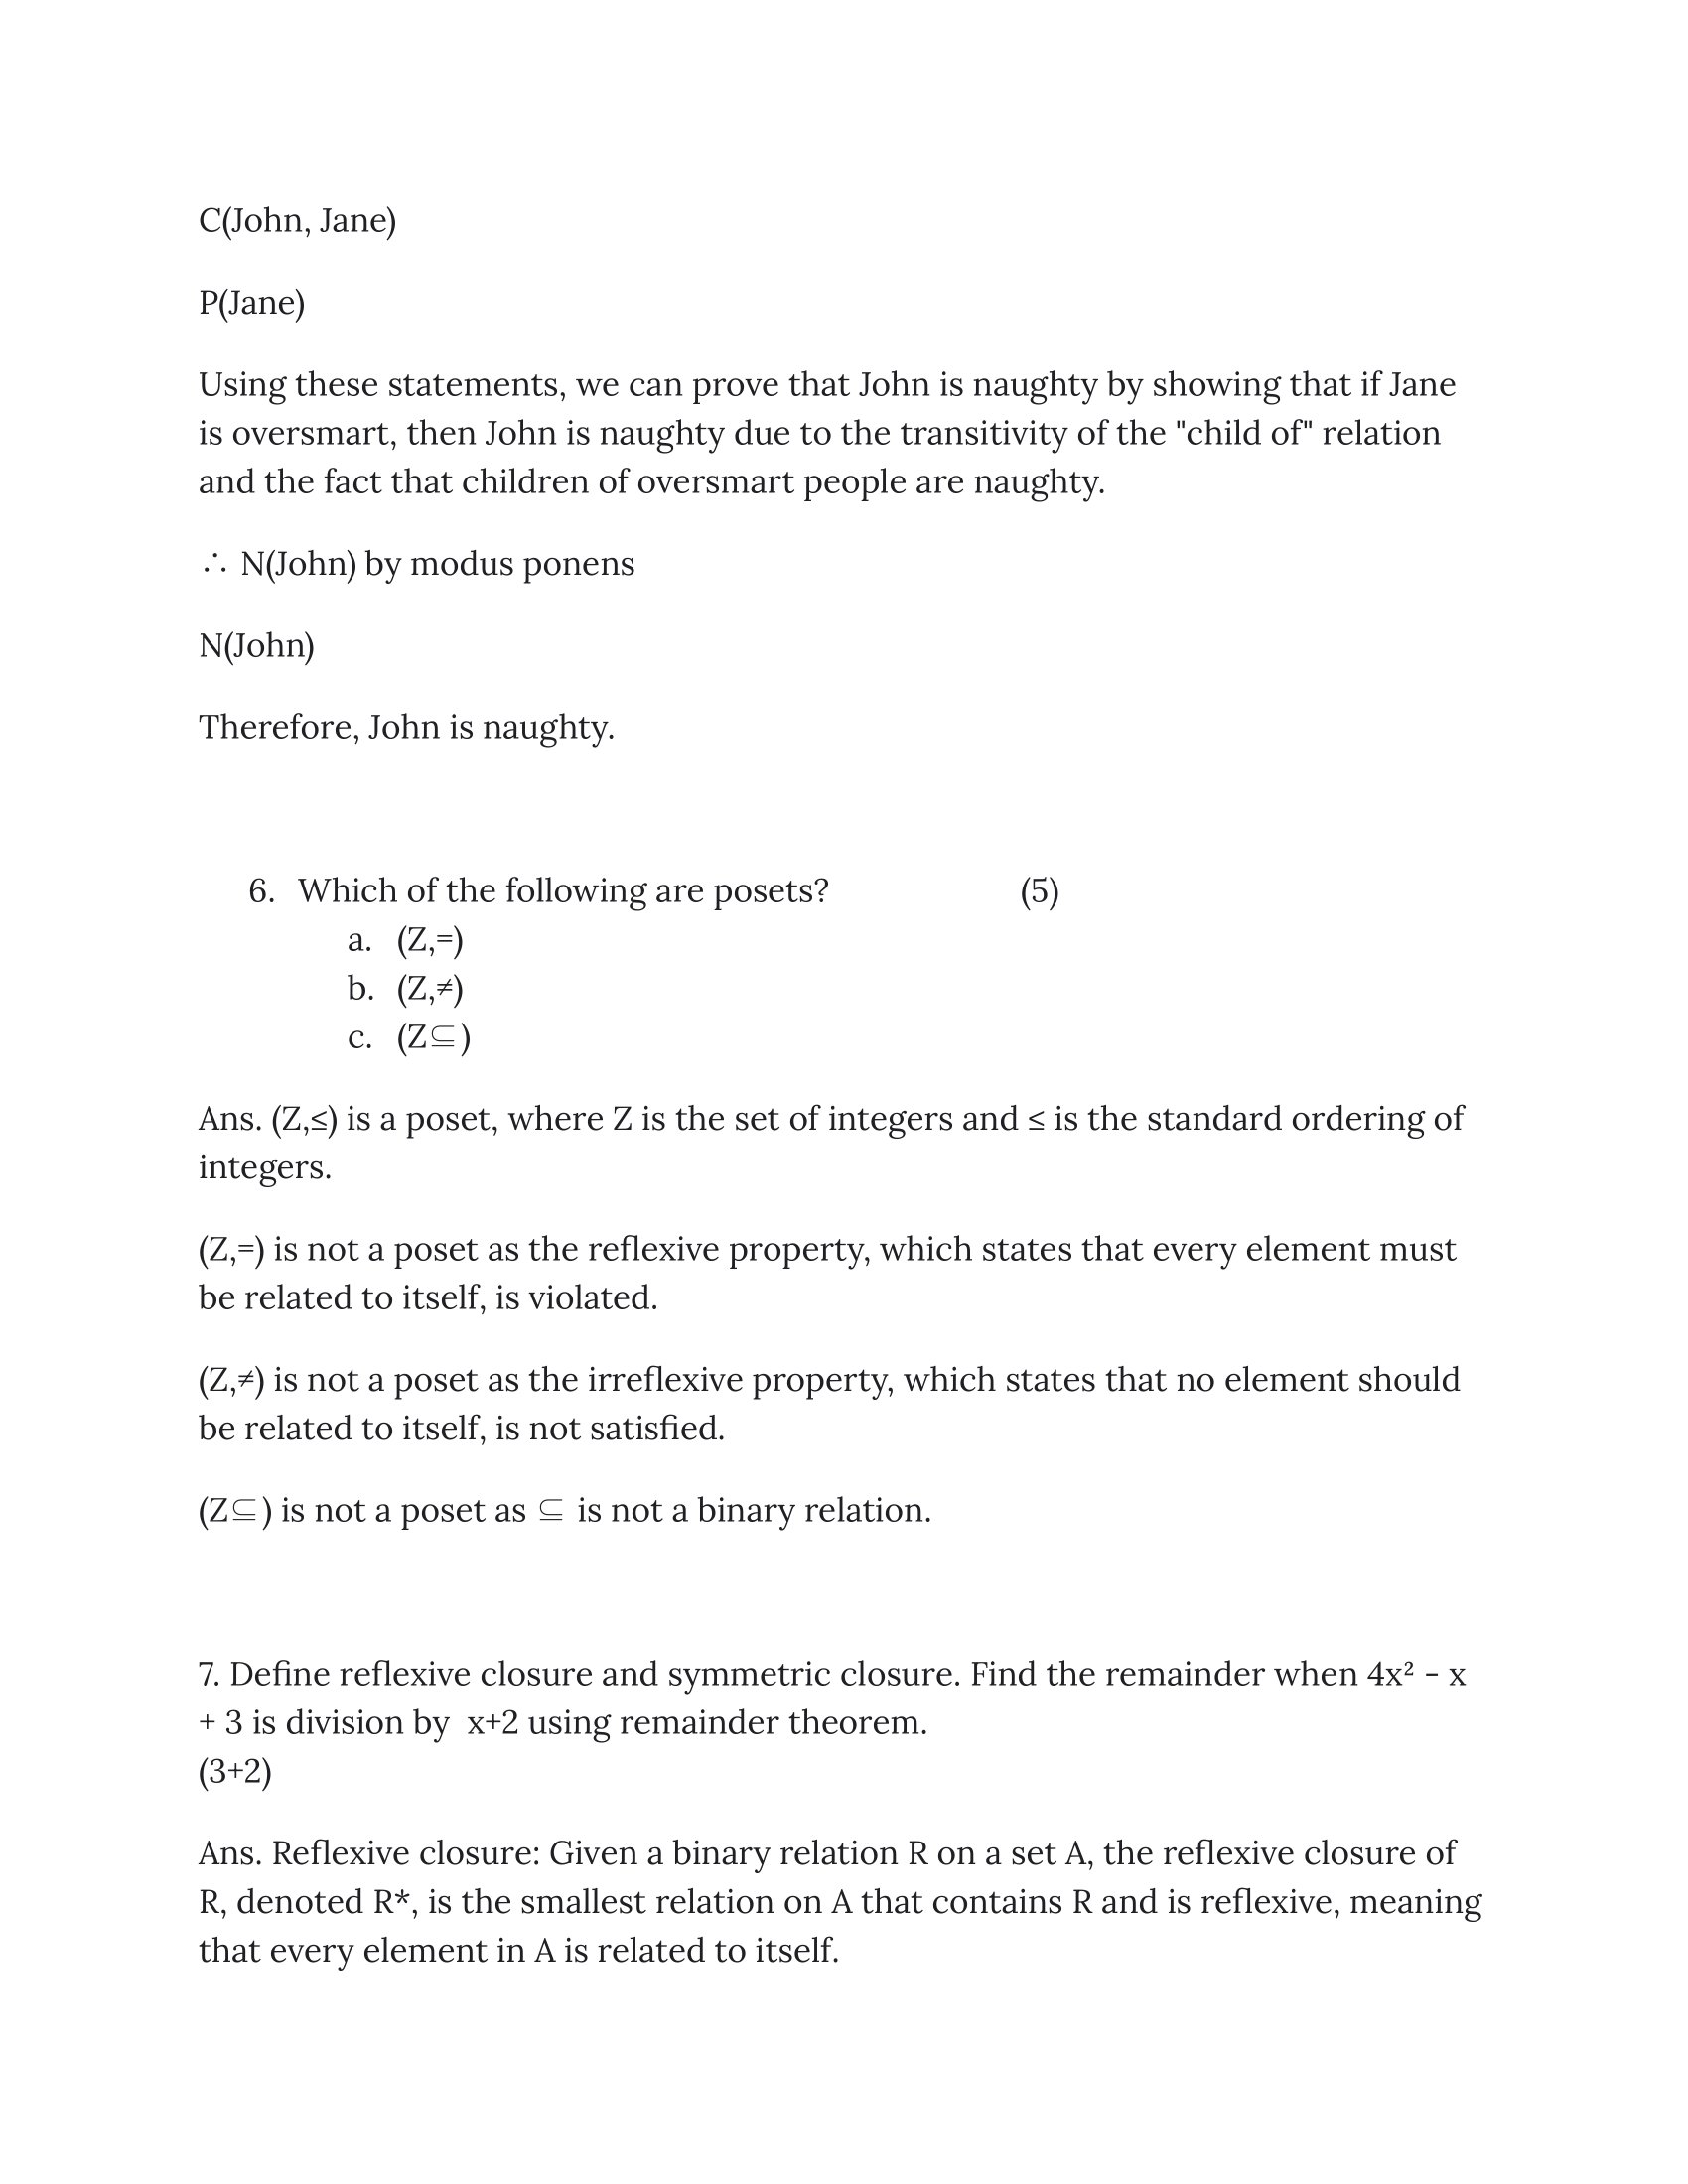 C(John, Jane)
P(Jane)
Using these statements, we can prove that John is naughty by showing that if Jane
is oversmart, then John is naughty due to the transitivity of the "child of" relation
and the fact that children of oversmart people are naughty.
∴ N(John) by modus ponens
N(John)
Therefore, John is naughty.
6. Which of the following are posets? (5)
a. (Z,=)
b. (Z,≠)
c. (Z⊆)
Ans. (Z,≤) is a poset, where Z is the set of integers and ≤ is the standard ordering of
integers.
(Z,=) is not a poset as the reflexive property, which states that every element must
be related to itself, is violated.
(Z,≠) is not a poset as the irreflexive property, which states that no element should
be related to itself, is not satisfied.
(Z⊆) is not a poset as ⊆ is not a binary relation.
7. Define reflexive closure and symmetric closure. Find the remainder when 4x² - x
+ 3 is division by x+2 using remainder theorem.
(3+2)
Ans. Reflexive closure: Given a binary relation R on a set A, the reflexive closure of
R, denoted R*, is the smallest relation on A that contains R and is reflexive, meaning
that every element in A is related to itself.